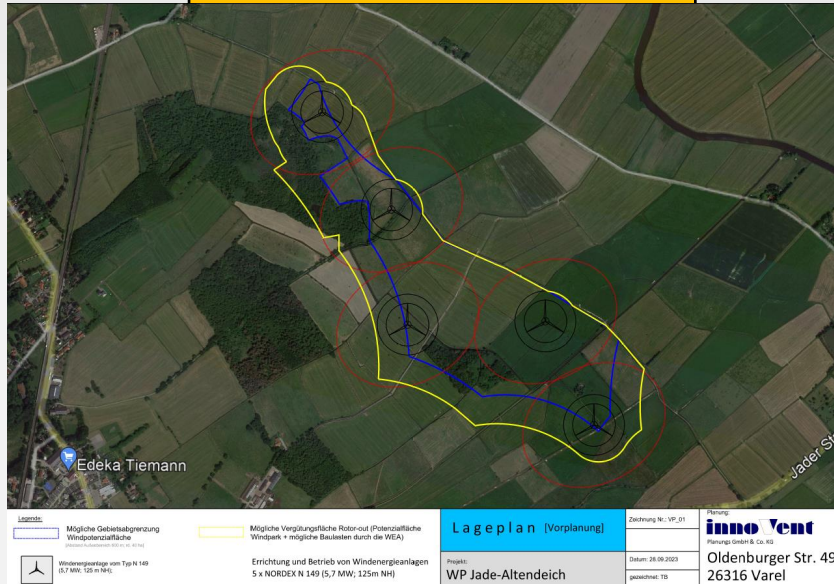 Edeka Tiemann
Jader St
Legende:
Mögliche Gebietsabgrenzung
Windpotenzialfläche
Mögliche Vergütungsfläche Rotor-out (Potenzialfläche
Windpark + mögliche Baulasten durch die WEA)
Windenergieanlage vom Typ N 149
(5,7 MW; 125 m NH);
Errichtung und Betrieb von Windenergieanlagen
5 x NORDEX N 149 (5,7 MW; 125m NH)
Lageplan [Vorplanung]
Projekt:
WP Jade-Altendeich
Zeichnung Nr.: VP_01
Datum: 28.09.2023
gezeichnet: TB
Planung:
innoVent
Planungs GmbH & Co. KG
Oldenburger Str. 49
26316 Varel